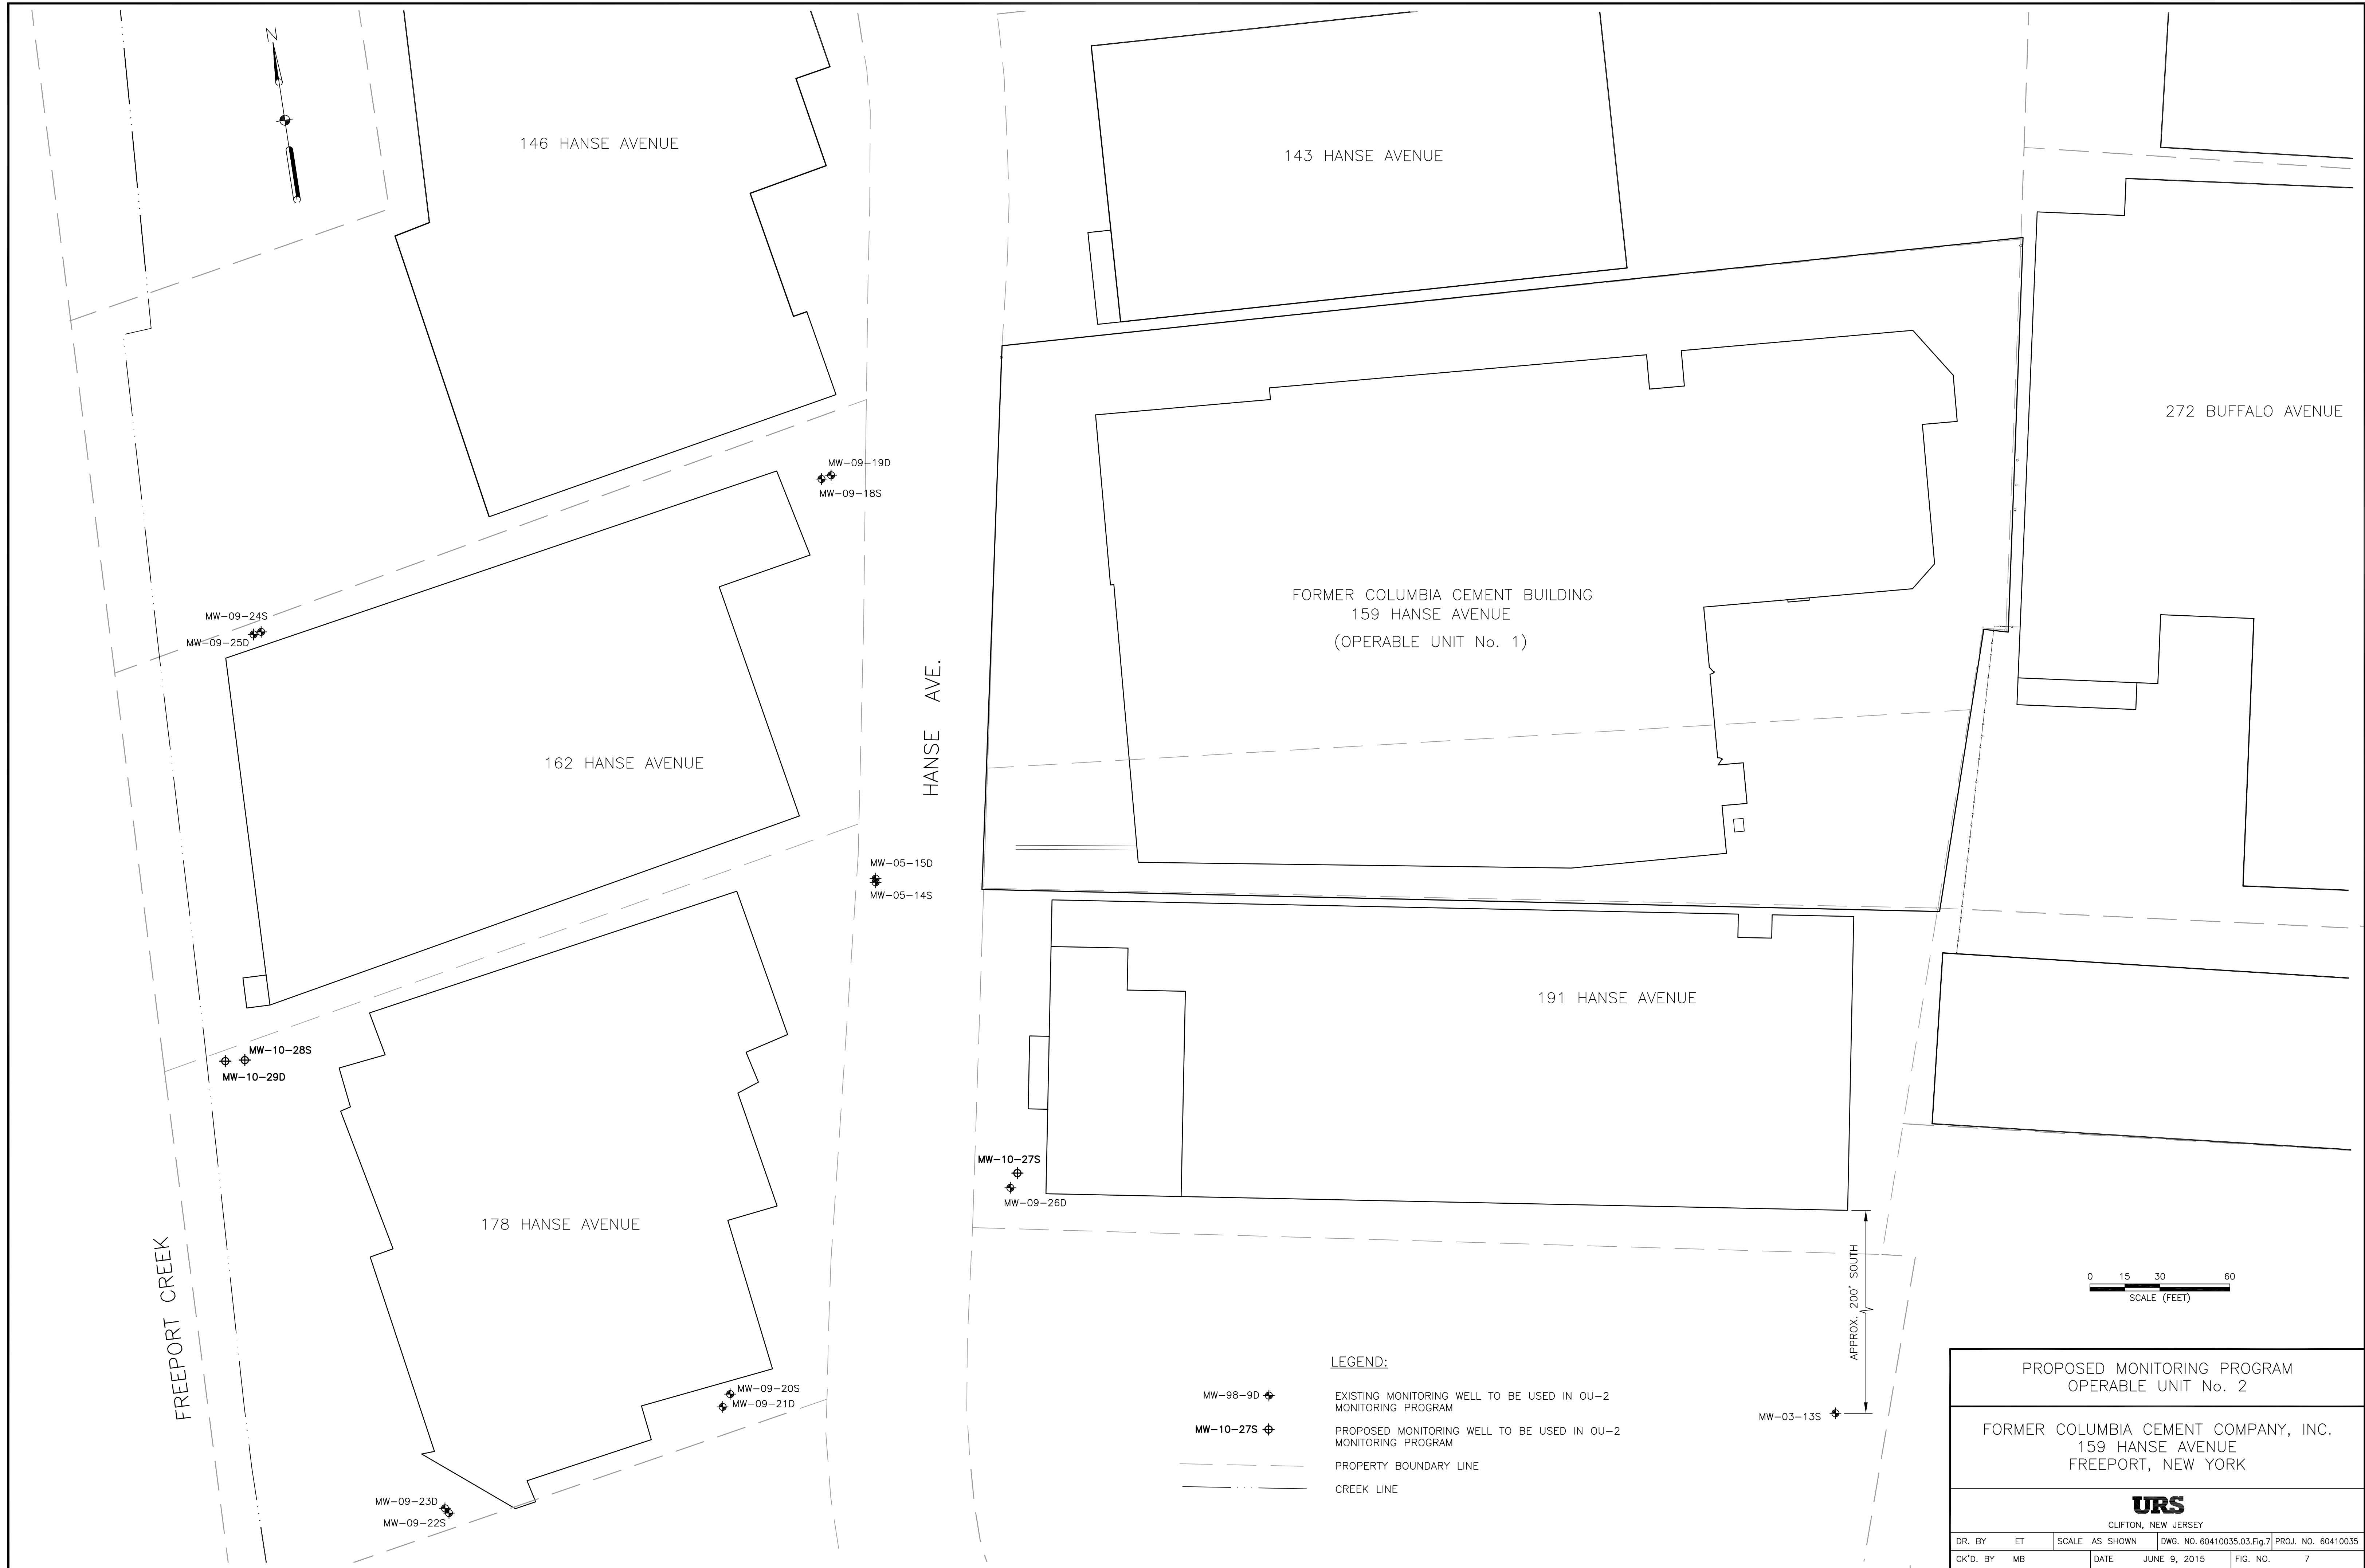 N
146 HANSE AVENUE
143 HANSE AVENUE
272 BUFFALO AVENUE
MW-09-19D
MW-09-18S
FORMER COLUMBIA CEMENT BUILDING
159 HANSE AVENUE
(OPERABLE UNIT No. 1)
MW-09-24S
MW-09-25D
HANSE AVE.
162 HANSE AVENUE
MW-05-15D
MW-05-14S
191 HANSE AVENUE
MW-10-28S
MW-10-29D
MW-10-27S
MW-09-26D
178 HANSE AVENUE
FREEPORT CREEK
APPROX. 200' SOUTH
0 15 30 60
SCALE (FEET)
MW-09-20S
MW-09-21D
MW-03-13S
MW-09-23D
MW-09-22S
LEGEND:
MW-98-9D EXISTING MONITORING WELL TO BE USED IN OU-2
MONITORING PROGRAM
MW-10-27S PROPOSED MONITORING WELL TO BE USED IN OU-2
MONITORING PROGRAM
PROPERTY BOUNDARY LINE
CREEK LINE
PROPOSED MONITORING PROGRAM
OPERABLE UNIT No. 2
FORMER COLUMBIA CEMENT COMPANY, INC.
159 HANSE AVENUE
FREEPORT, NEW YORK
URS
CLIFTON, NEW JERSEY
DR. BY ET SCALE AS SHOWN DWG. NO. 60410035.03.Fig.7 PROJ. NO. 60410035
CK'D. BY MB DATE JUNE 9, 2015 FIG. NO. 7